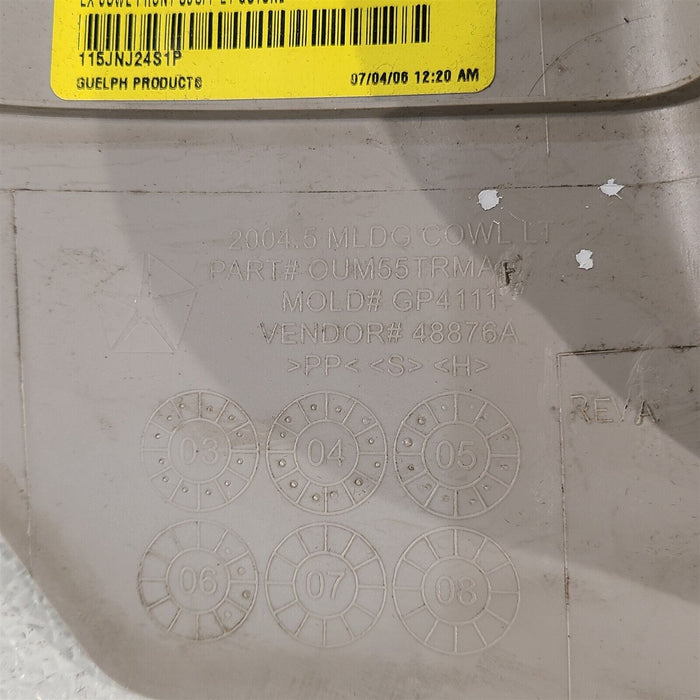 115JNJ24S1P
GUELPH PRODUCTS 07/04/06 12:20 AM
2004.5 MLDG COWL LT
PART# OUM55TRMAF
MOLD# GP4111
VENDOR# 48876A
>PP< <S> <H>
REV A
03 04 05
06 07 08